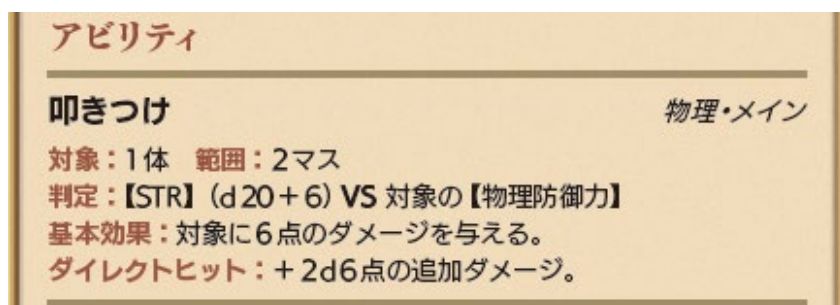 アビリティ
叩きつけ 物理・メイン
対象：1体　範囲：2マス
判定：【STR】（d20＋6）VS 対象の【物理防御力】
基本効果：対象に6点のダメージを与える。
ダイレクトヒット：＋2d6点の追加ダメージ。